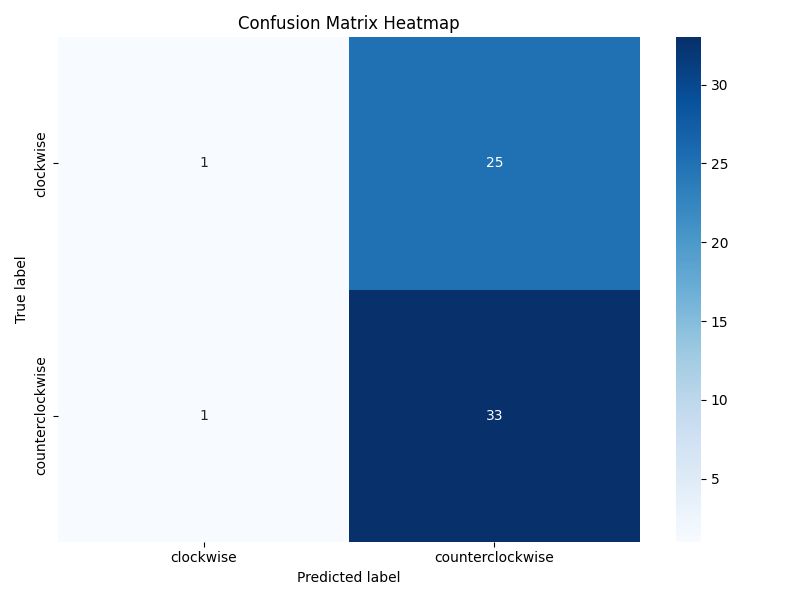 Confusion Matrix Heatmap
True label
clockwise
counterclockwise
1
25
1
33
clockwise
counterclockwise
Predicted label
30
25
20
15
10
5